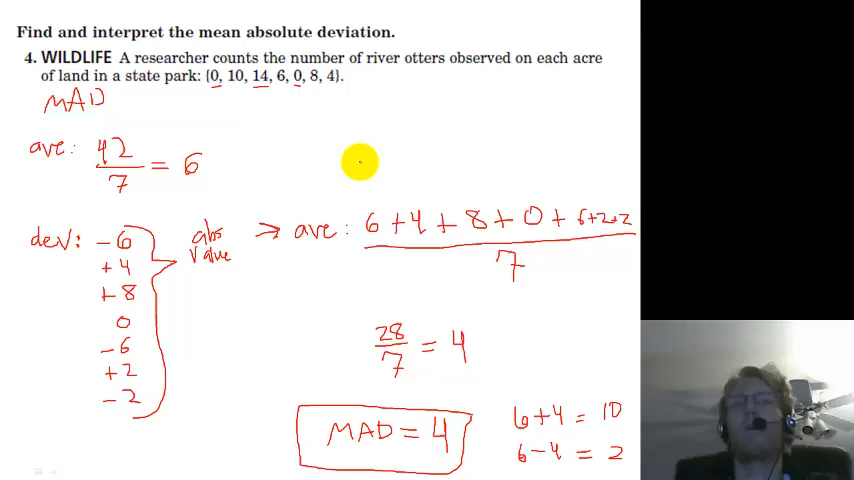 Find and interpret the mean absolute deviation.
4. WILDLIFE A researcher counts the number of river otters observed on each acre
of land in a state park: {0, 10, 14, 6, 0, 8, 4}.
MAD
ave: 42/7 = 6
dev: -6
+4
+8
0
-6
+2
-2
abs
value
→ ave: 6+4+8+0+6+2+2
7
28/7 = 4
MAD = 4
6+4 = 10
6-4 = 2